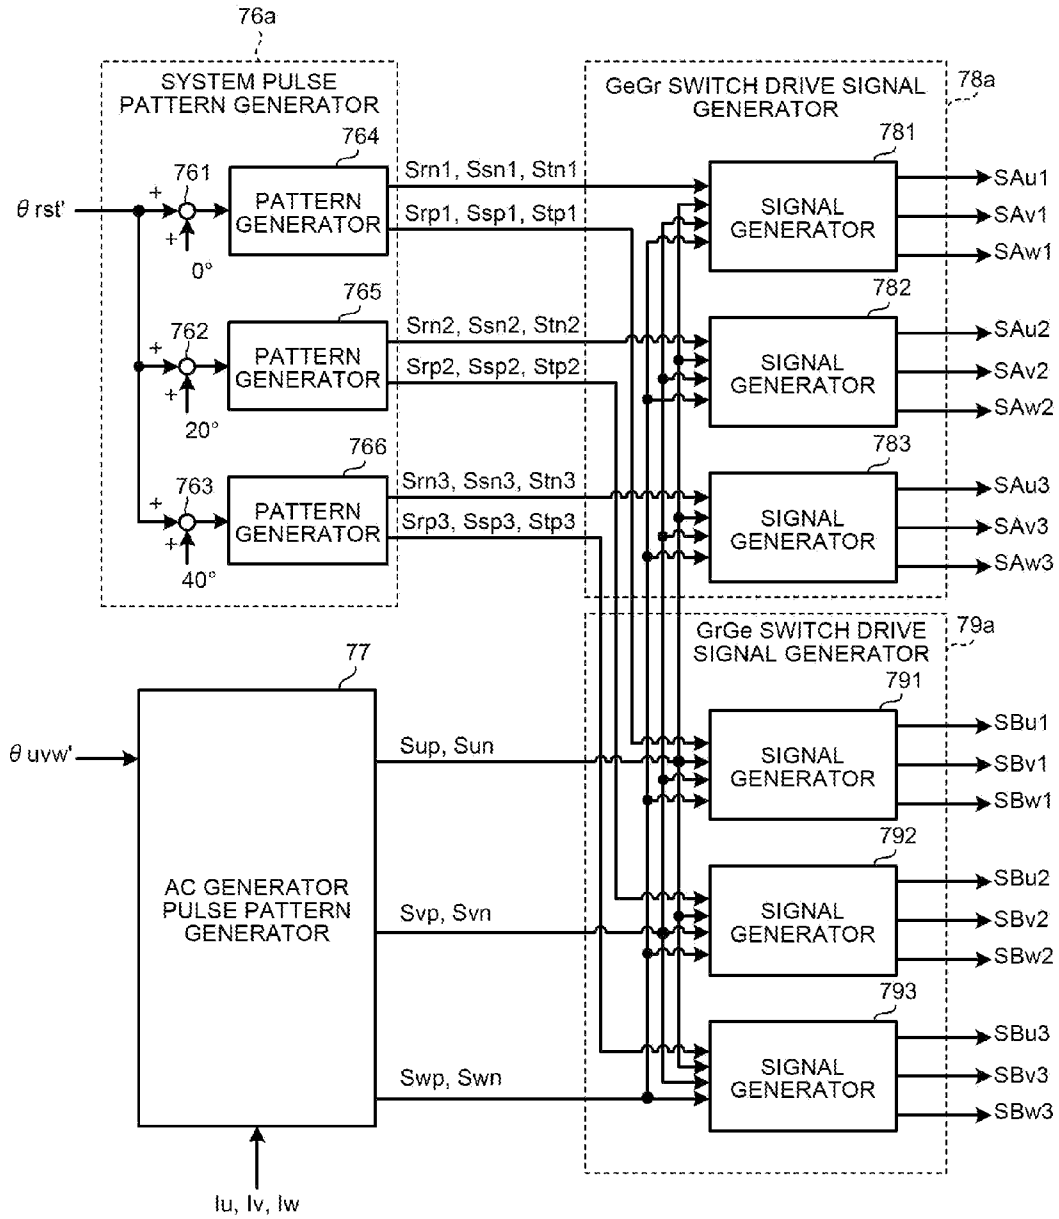 76a
SYSTEM PULSE
PATTERN GENERATOR
764
761
PATTERN
GENERATOR
θ rst'
+
+
0°
Srn1, Ssn1, Stn1
Srp1, Ssp1, Stp1
765
762
PATTERN
GENERATOR
+
+
20°
Srn2, Ssn2, Stn2
Srp2, Ssp2, Stp2
766
763
PATTERN
GENERATOR
+
+
40°
Srn3, Ssn3, Stn3
Srp3, Ssp3, Stp3
GeGr SWITCH DRIVE SIGNAL
GENERATOR
78a
781
SIGNAL
GENERATOR
SAu1
SAv1
SAw1
782
SIGNAL
GENERATOR
SAu2
SAv2
SAw2
783
SIGNAL
GENERATOR
SAu3
SAv3
SAw3
77
θ uvw'
AC GENERATOR
PULSE PATTERN
GENERATOR
Iu, Iv, Iw
Sup, Sun
Svp, Svn
Swp, Swn
GrGe SWITCH DRIVE
SIGNAL GENERATOR
79a
791
SIGNAL
GENERATOR
SBu1
SBv1
SBw1
792
SIGNAL
GENERATOR
SBu2
SBv2
SBw2
793
SIGNAL
GENERATOR
SBu3
SBv3
SBw3